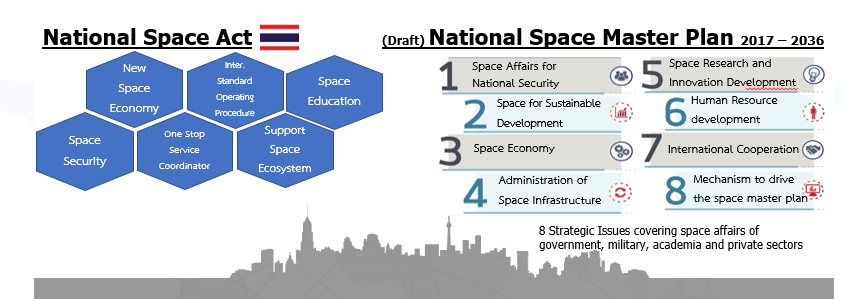 National Space Act
New
Space
Economy
Inter.
Standard
Operating
Procedure
Space
Education
Space
Security
One Stop
Service
Coordinator
Support
Space
Ecosystem
(Draft) National Space Master Plan 2017 – 2036
1 Space Affairs for
National Security
2 Space for Sustainable
Development
3 Space Economy
4 Administration of
Space Infrastructure
5 Space Research and
Innovation Development
6 Human Resource
development
7 International Cooperation
8 Mechanism to drive
the space master plan
8 Strategic Issues covering space affairs of
government, military, academia and private sectors